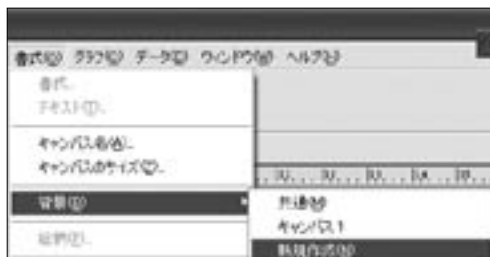 書式(O) グラフ(G) データ(D) ウィンドウ(W) ヘルプ(H)
書式...
テキスト(T)...
キャンバス名(A)...
キャンバスのサイズ(Z)...
背景(B)
共通(M)
キャンバス1
新規作成(N)